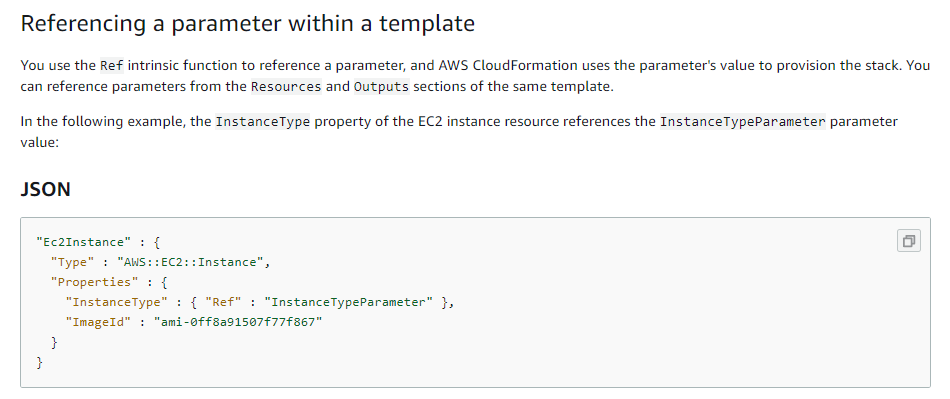 Referencing a parameter within a template
You use the Ref intrinsic function to reference a parameter, and AWS CloudFormation uses the parameter's value to provision the stack. You
can reference parameters from the Resources and Outputs sections of the same template.
In the following example, the InstanceType property of the EC2 instance resource references the InstanceTypeParameter parameter
value:
JSON
"Ec2Instance" : {
  "Type" : "AWS::EC2::Instance",
  "Properties" : {
    "InstanceType" : { "Ref" : "InstanceTypeParameter" },
    "ImageId" : "ami-0ff8a91507f77f867"
  }
}